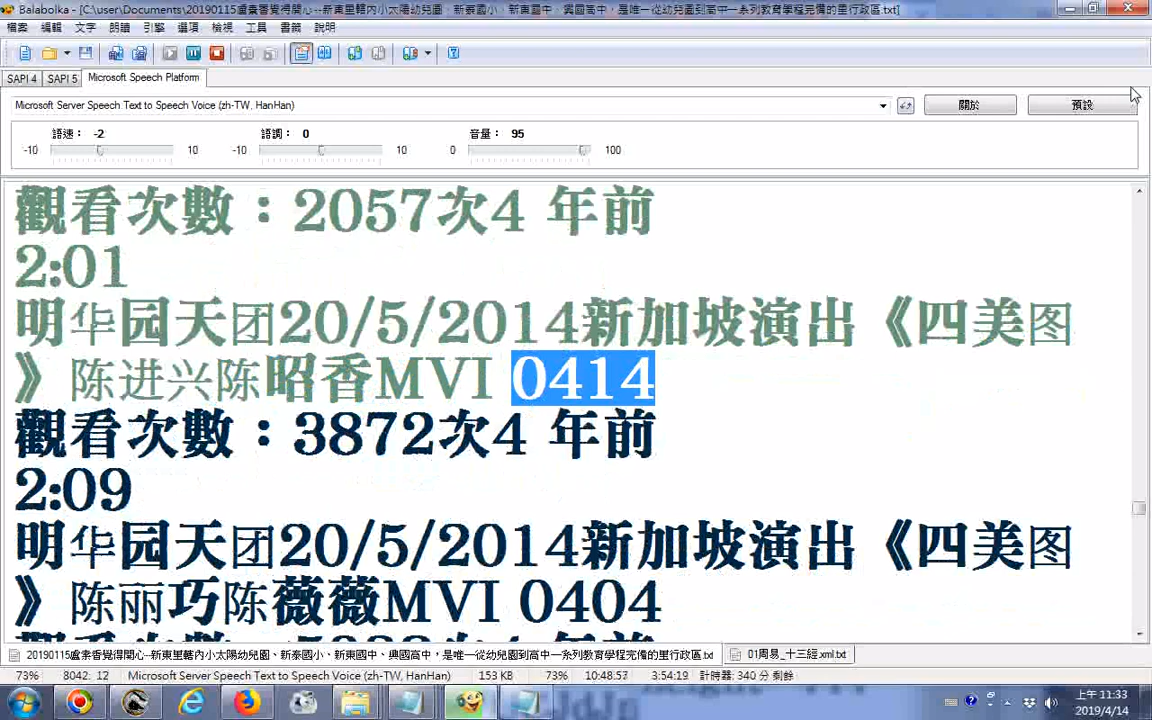 Balabolka - [C:\user\Documents\20190115盧素香覺得開心--新東里轄內小太陽幼兒園、新泰國小、新東國中、興國高中，是唯一從幼兒園到高中一系列教育學程完備的里行政區.txt]
檔案 編輯 文字 朗讀 引擎 選項 檢視 工具 書籤 說明
SAPI 4 SAPI 5 Microsoft Speech Platform
Microsoft Server Speech Text to Speech Voice (zh-TW, HanHan) 關於 預設
語速： -2 語調： 0 音量： 95
-10 10 -10 10 0 100
觀看次數：2057次4 年前
2:01
明华园天团20/5/2014新加坡演出《四美图
》陈进兴陈昭香MVI 0414
觀看次數：3872次4 年前
2:09
明华园天团20/5/2014新加坡演出《四美图
》陈丽巧陈薇薇MVI 0404
20190115盧素香覺得開心--新東里轄內小太陽幼兒園、新泰國小、新東國中、興國高中，是唯一從幼兒園到高中一系列教育學程完備的里行政區.txt 01周易_十三經.xml.txt
73% 8042: 12 Microsoft Server Speech Text to Speech Voice (zh-TW, HanHan) 153 KB 73% 10:48:57 3:54:19 計時器: 340 分 剩餘
上午 11:33
2019/4/14